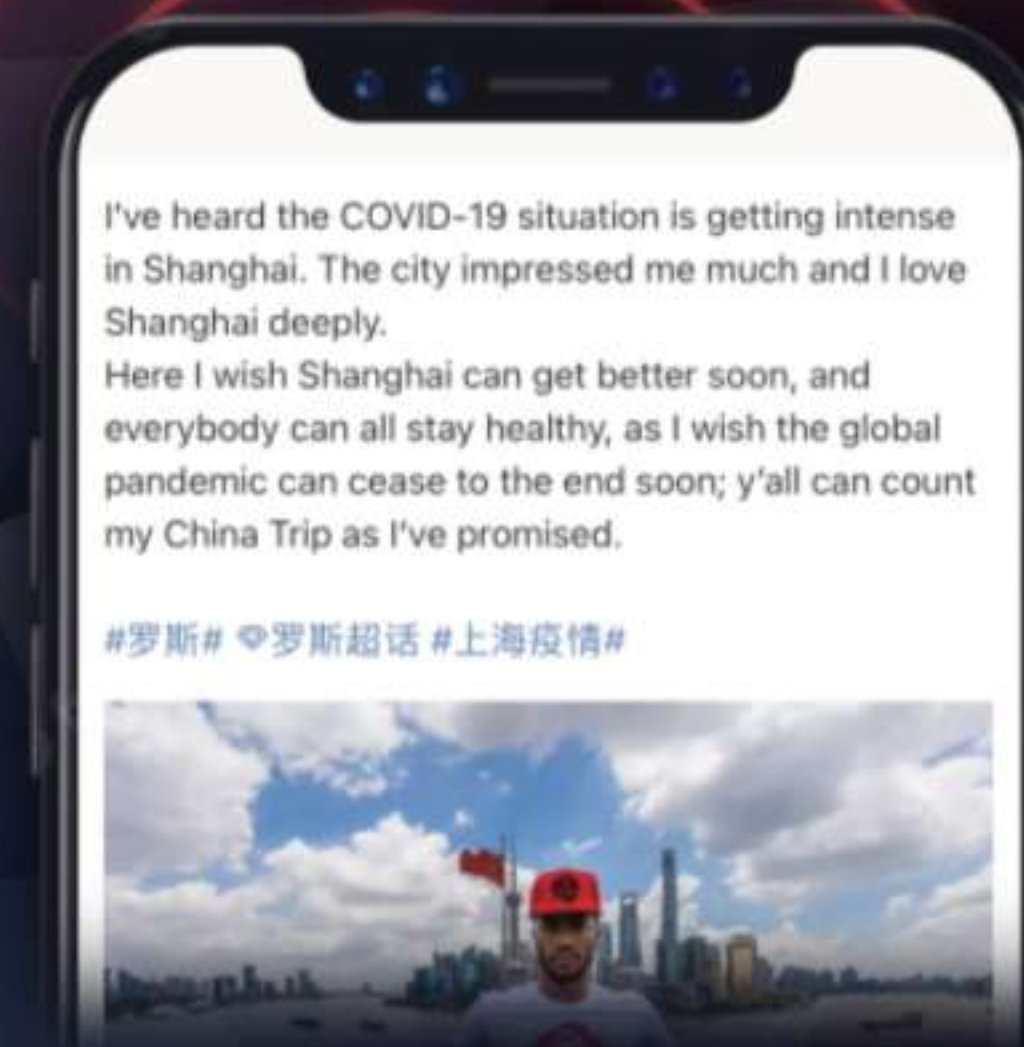 I've heard the COVID-19 situation is getting intense
in Shanghai. The city impressed me much and I love
Shanghai deeply.
Here I wish Shanghai can get better soon, and
everybody can all stay healthy, as I wish the global
pandemic can cease to the end soon; y'all can count
my China Trip as I've promised.
#罗斯# 罗斯超话 #上海疫情#